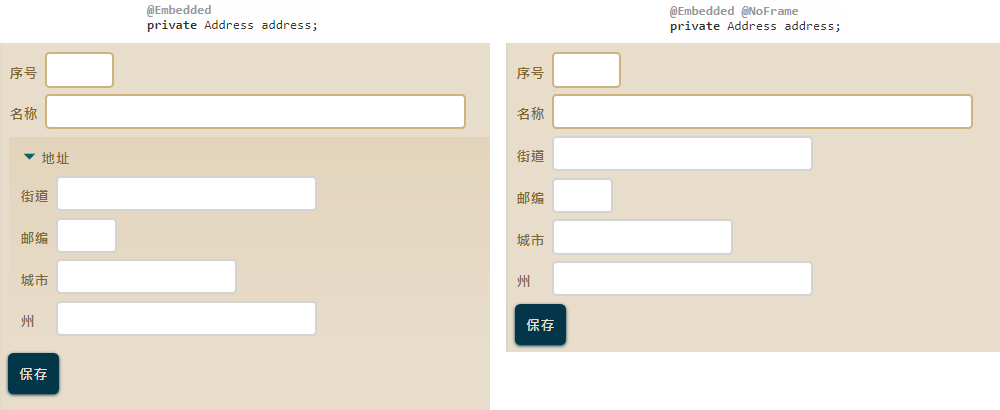 @Embedded
private Address address;
序号
名称
地址
街道
邮编
城市
州
保存
@Embedded @NoFrame
private Address address;
序号
名称
街道
邮编
城市
州
保存